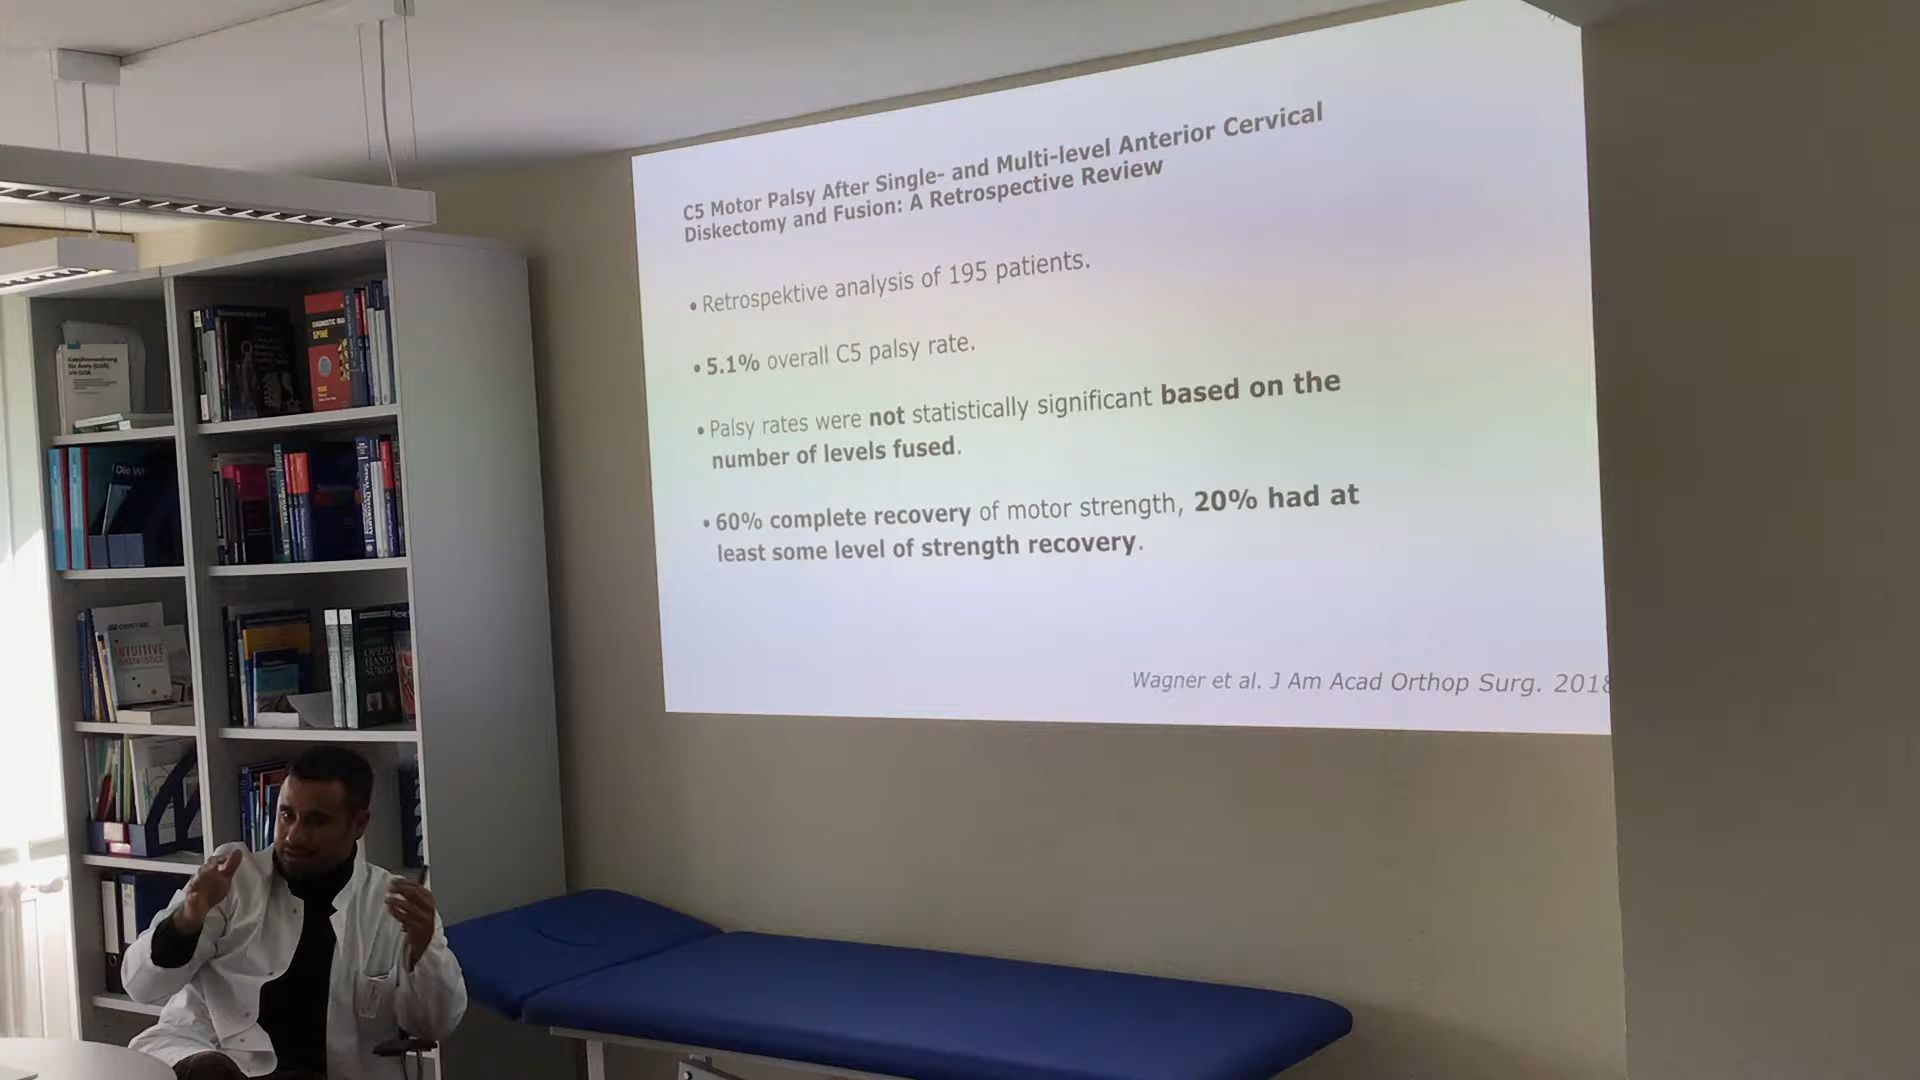 C5 Motor Palsy After Single- and Multi-level Anterior Cervical
Diskectomy and Fusion: A Retrospective Review
• Retrospektive analysis of 195 patients.
• 5.1% overall C5 palsy rate.
• Palsy rates were not statistically significant based on the
number of levels fused.
• 60% complete recovery of motor strength, 20% had at
least some level of strength recovery.
Wagner et al. J Am Acad Orthop Surg. 2018
SPINE
INTUITIVE